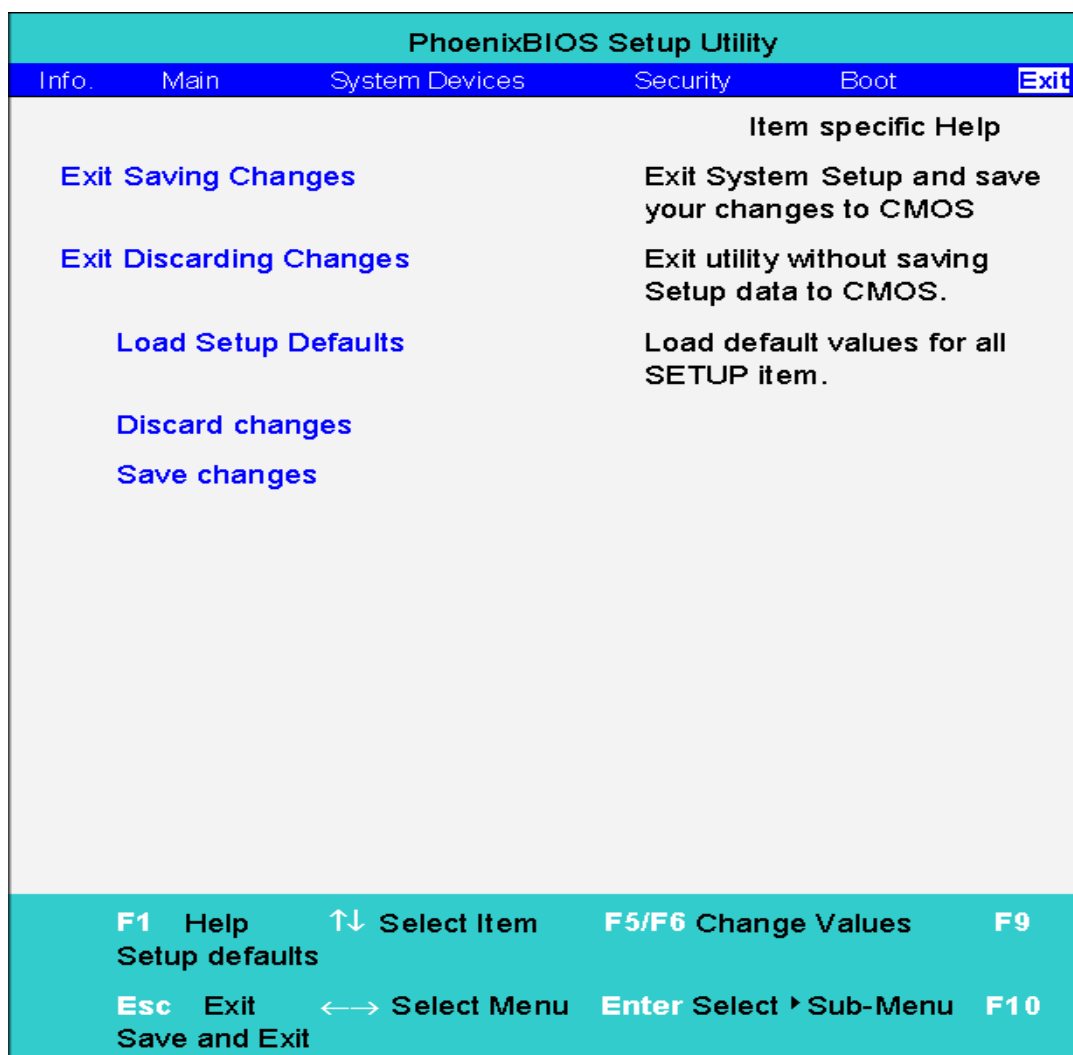 PhoenixBIOS Setup Utility
Info. Main System Devices Security Boot Exit
Item specific Help
Exit Saving Changes
Exit System Setup and save
your changes to CMOS
Exit Discarding Changes
Exit utility without saving
Setup data to CMOS.
Load Setup Defaults
Load default values for all
SETUP item.
Discard changes
Save changes
F1 Help ↑↓ Select Item F5/F6 Change Values F9
Setup defaults
Esc Exit ←→ Select Menu Enter Select ▸ Sub-Menu F10
Save and Exit